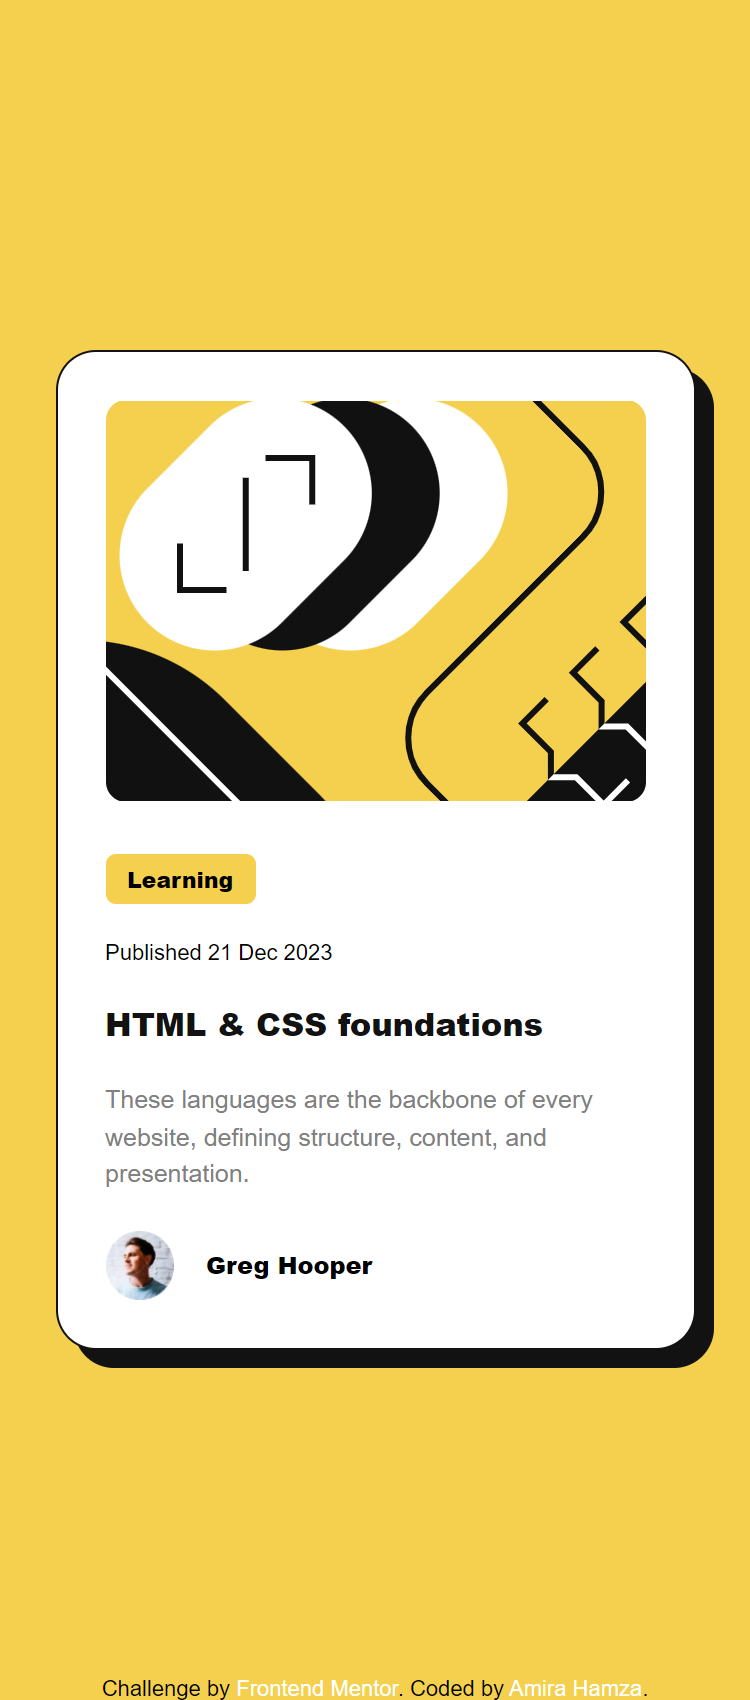 Learning
Published 21 Dec 2023
HTML & CSS foundations
These languages are the backbone of every
website, defining structure, content, and
presentation.
Greg Hooper
Challenge by Frontend Mentor. Coded by Amira Hamza.